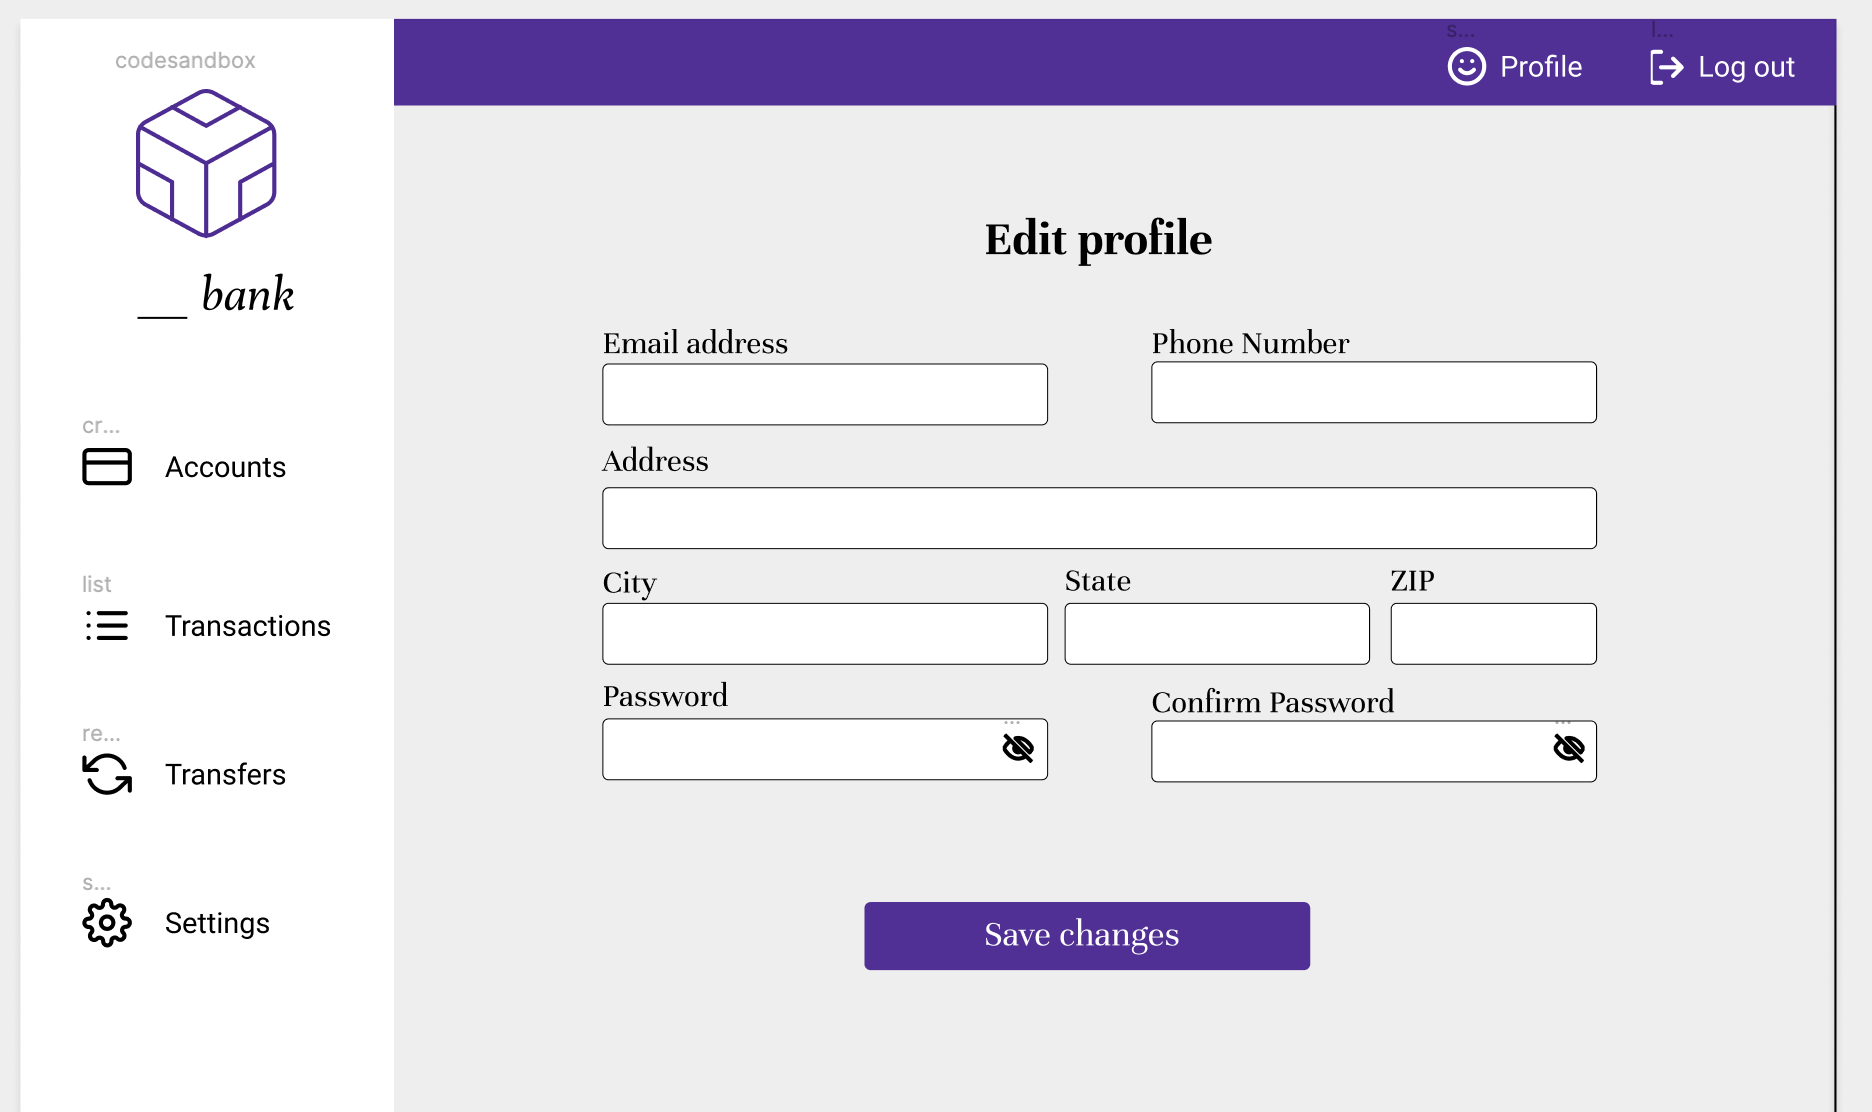 codesandbox
__ bank
cr...
Accounts
list
Transactions
re...
Transfers
s...
Settings
s...
Profile
l...
Log out
Edit profile
Email address
Phone Number
Address
City
State
ZIP
Password
Confirm Password
...
...
Save changes